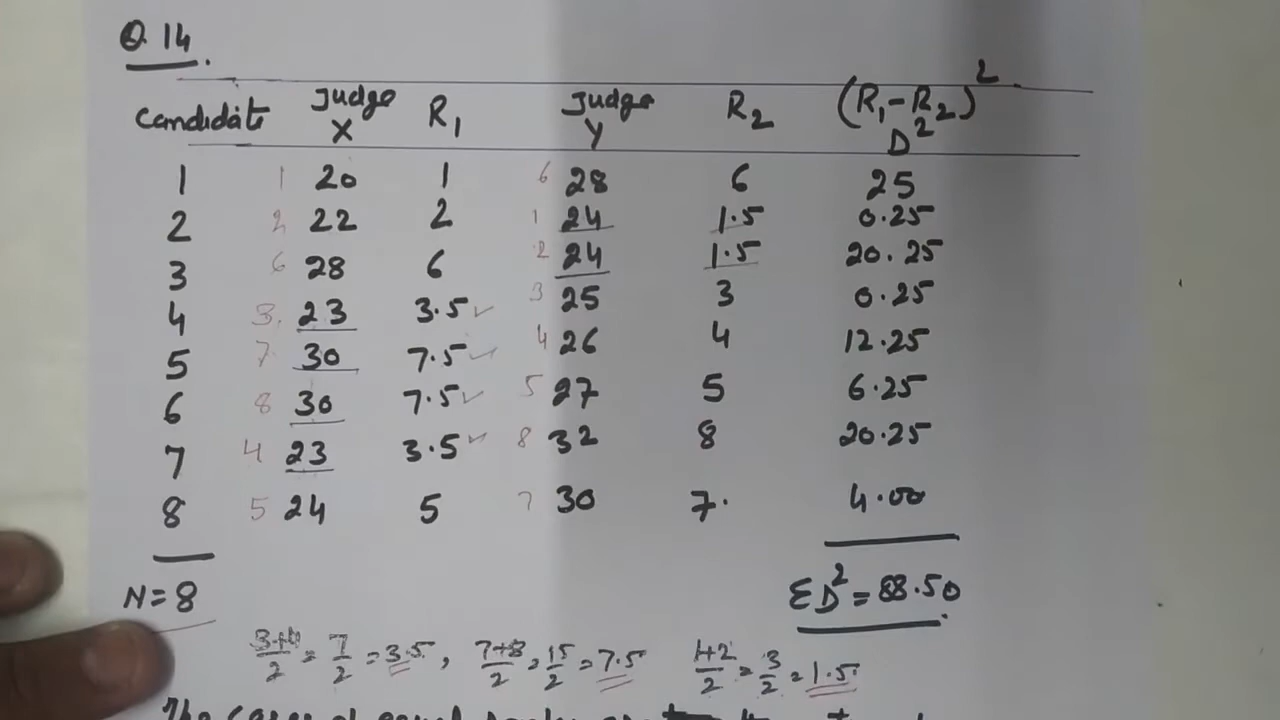 Q.14.
Candidate Judge X R1 Judge Y R2 (R1-R2)^2 D^2
1 1 20 1 6 28 6 25
2 2 22 2 1 24 1.5 0.25
3 6 28 6 2 24 1.5 20.25
4 3. 23 3.5✓ 3 25 3 0.25
5 7 30 7.5✓ 4 26 4 12.25
6 8 30 7.5✓ 5 27 5 6.25
7 4 23 3.5✓ 8 32 8 20.25
8 5 24 5 7 30 7. 4.00
N=8 ΣD^2=88.50
3+4/2=7/2=3.5, 7+8/2=15/2=7.5 1+2/2=3/2=1.5
The cases of equal